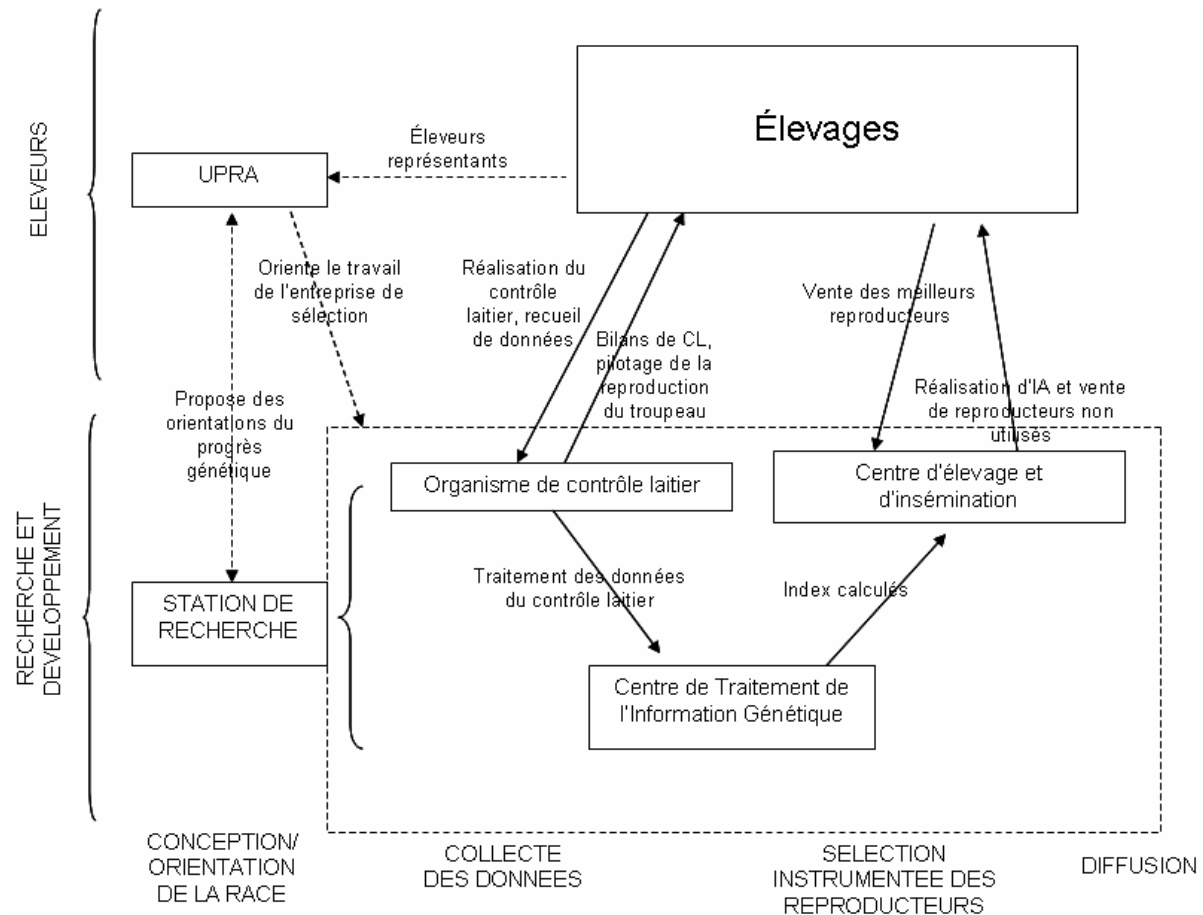 ELEVEURS
Élevages
Éleveurs
représentants
UPRA
Oriente le travail
de l'entreprise de
sélection
Réalisation du
contrôle
laitier, recueil
de données
Bilans de CL,
pilotage de la
reproduction
du troupeau
Vente des meilleurs
reproducteurs
Réalisation d'IA et vente
de reproducteurs non
utilisés
Propose des
orientations du
progrès
génétique
RECHERCHE ET
DEVELOPPEMENT
Organisme de contrôle laitier
Centre d'élevage et
d'insémination
STATION DE
RECHERCHE
Traitement des données
du contrôle laitier
Index calculés
Centre de Traitement de
l'Information Génétique
CONCEPTION/
ORIENTATION
DE LA RACE
COLLECTE
DES DONNEES
SELECTION
INSTRUMENTEE DES
REPRODUCTEURS
DIFFUSION